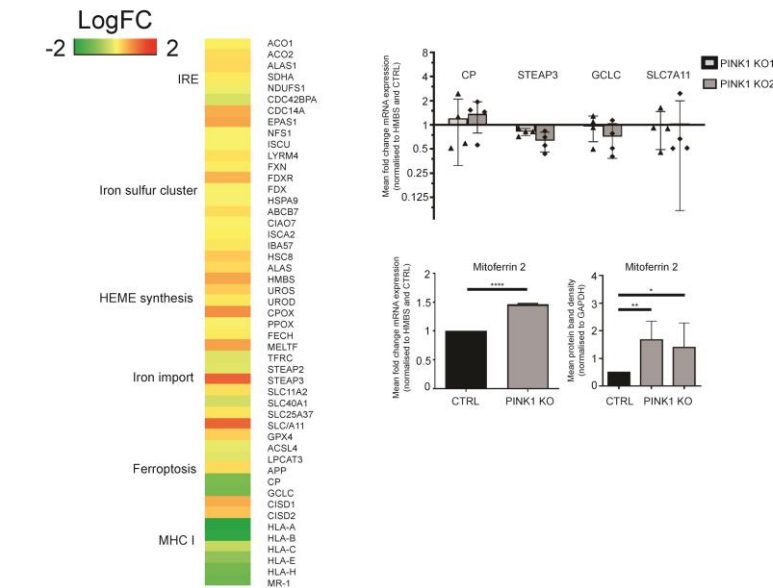 LogFC
-2 2
IRE
Iron sulfur cluster
HEME synthesis
Iron import
Ferroptosis
MHC I
ACO1
ACO2
ALAS1
SDHA
NDUFS1
CDC42BPA
CDC14A
EPAS1
NFS1
ISCU
LYRM4
FXN
FDXR
FDX
HSPA9
ABCB7
CIAO7
ISCA2
IBA57
HSC8
ALAS
HMBS
UROS
UROD
CPOX
PPOX
FECH
MELTF
TFRC
STEAP2
STEAP3
SLC11A2
SLC40A1
SLC25A37
SLC/A11
GPX4
ACSL4
LPCAT3
APP
CP
GCLC
CISD1
CISD2
HLA-A
HLA-B
HLA-C
HLA-E
HLA-H
MR-1
Mean fold change mRNA expression
(normalised to HMBS and CTRL)
8
4
2
1
0.5
0.25
0.125
CP STEAP3 GCLC SLC7A11
PINK1 KO1
PINK1 KO2
Mitoferrin 2
Mean fold change mRNA expression
(normalised to HMBS and CTRL)
2
1.5
1
0.5
0
****
CTRL PINK1 KO
Mitoferrin 2
Mean protein band density
(normalised to GAPDH)
4
3
2
1
0
*
**
CTRL PINK1 KO